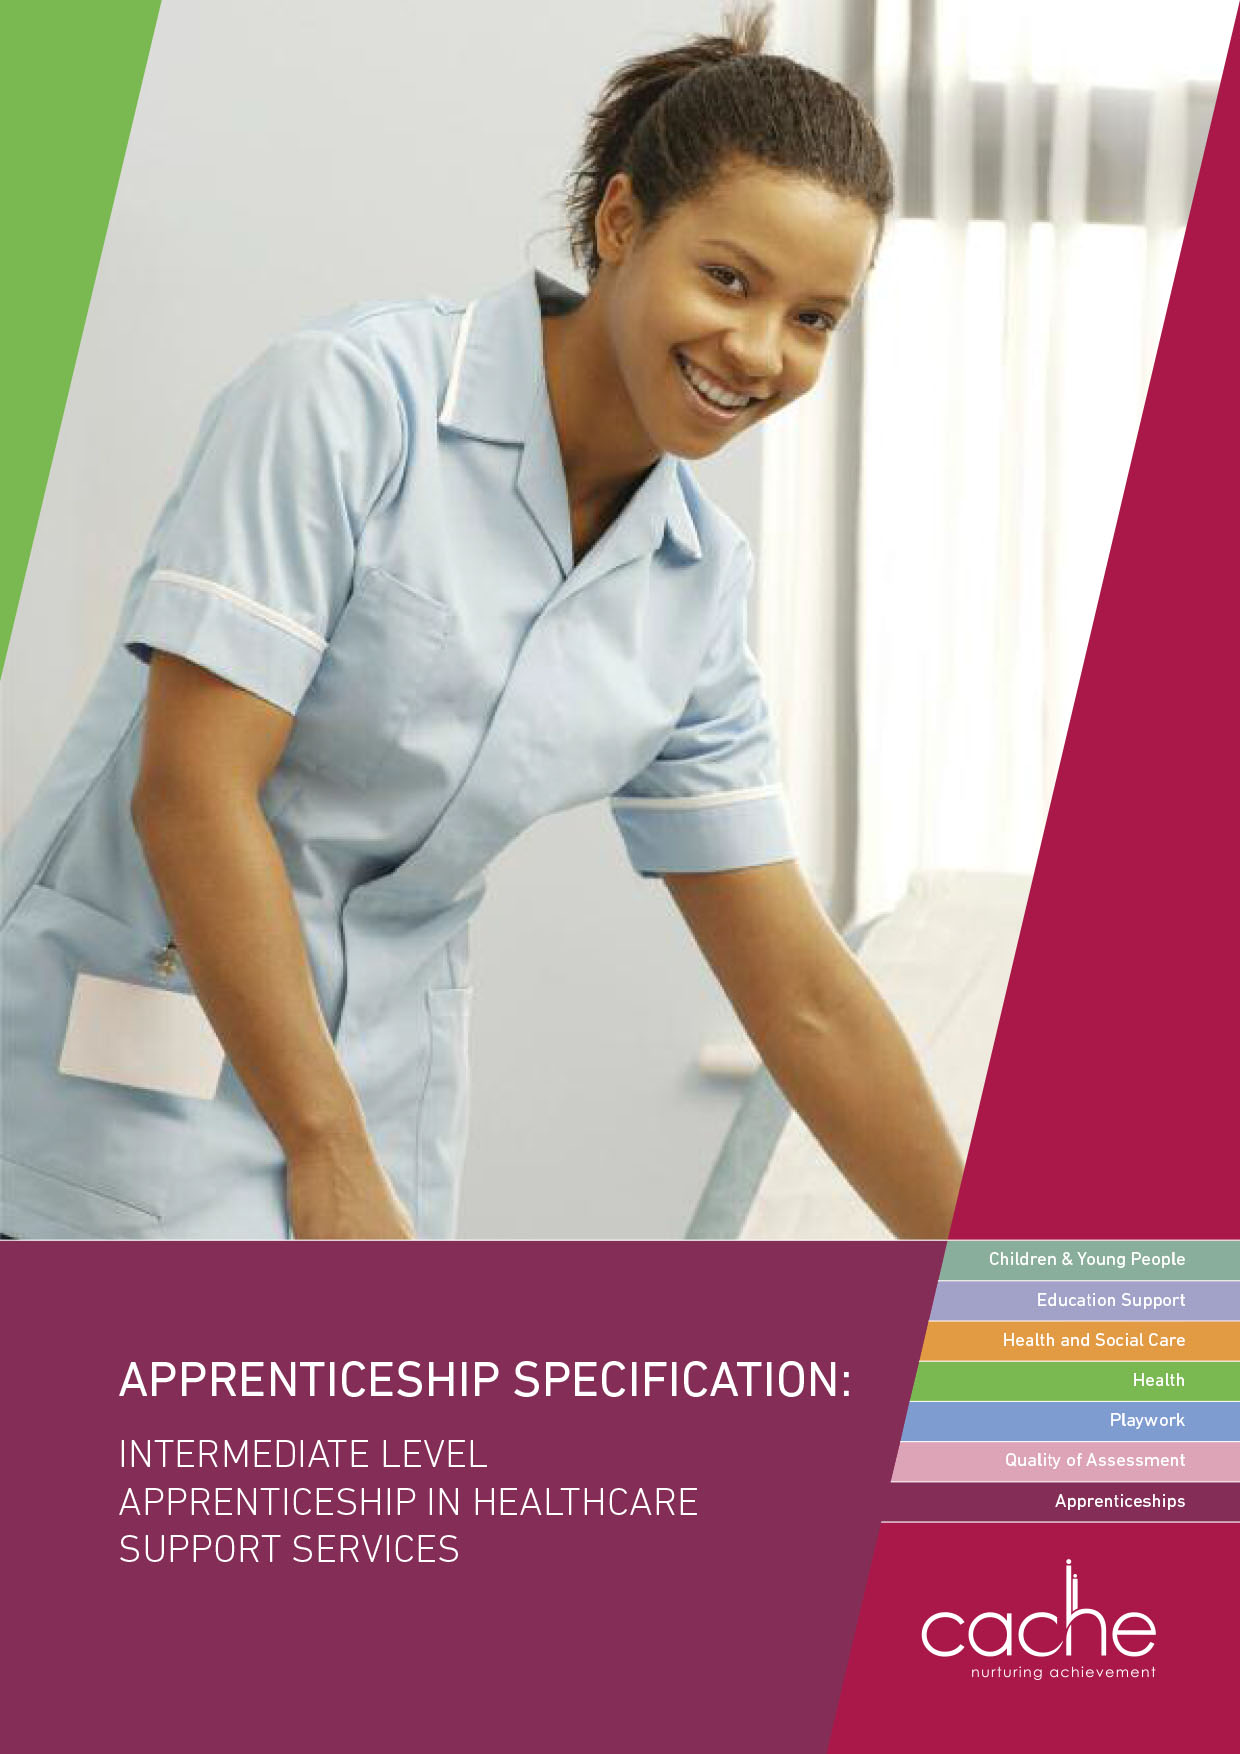 APPRENTICESHIP SPECIFICATION:
INTERMEDIATE LEVEL
APPRENTICESHIP IN HEALTHCARE
SUPPORT SERVICES
Children & Young People
Education Support
Health and Social Care
Health
Playwork
Quality of Assessment
Apprenticeships
cache
nurturing achievement